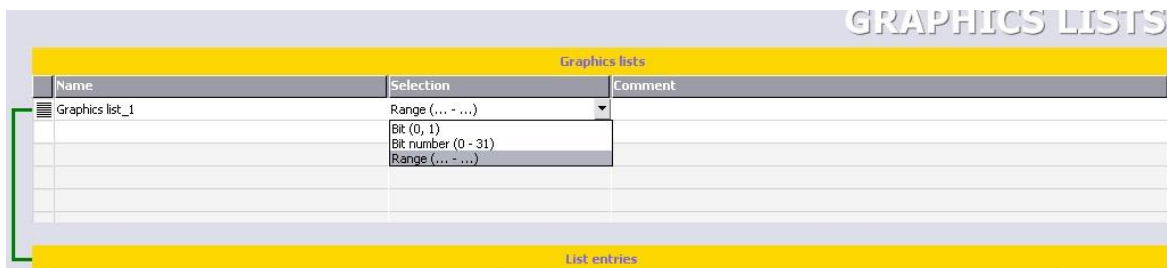 GRAPHICS LISTS
Graphics lists
Name Selection Comment
Graphics list_1 Range (... - ...)
Bit (0, 1)
Bit number (0 - 31)
Range (... - ...)
List entries